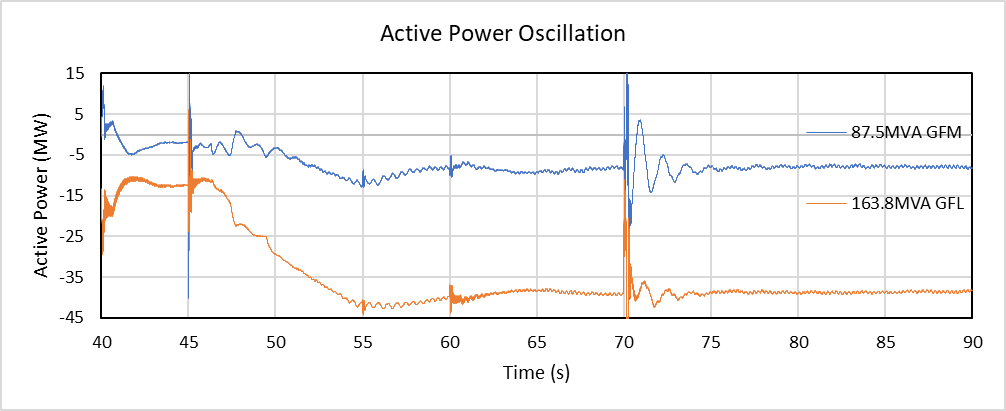 Active Power Oscillation
Active Power (MW)
15
5
-5
-15
-25
-35
-45
87.5MVA GFM
163.8MVA GFL
40 45 50 55 60 65 70 75 80 85 90
Time (s)